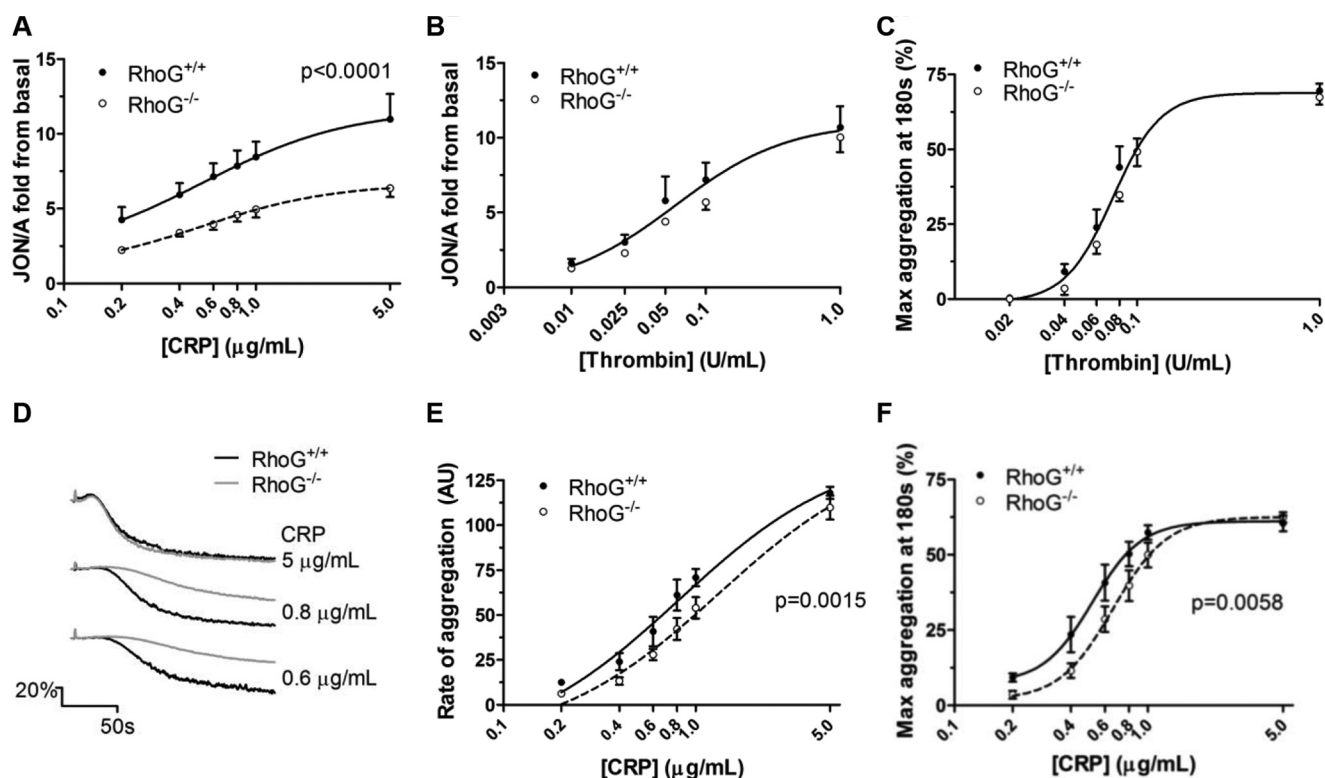 A
RhoG+/+
RhoG-/-
p<0.0001
JON/A fold from basal
15
10
5
0
0.1
0.2
0.4
0.6
0.8
1.0
5.0
[CRP] (μg/mL)
B
RhoG+/+
RhoG-/-
JON/A fold from basal
15
10
5
0
0.003
0.01
0.025
0.05
0.1
1.0
[Thrombin] (U/mL)
C
RhoG+/+
RhoG-/-
Max aggregation at 180s (%)
75
50
25
0
0.02
0.04
0.06
0.08
0.1
1.0
[Thrombin] (U/mL)
D
RhoG+/+
RhoG-/-
CRP
5 μg/mL
0.8 μg/mL
0.6 μg/mL
20%
50s
E
RhoG+/+
RhoG-/-
p=0.0015
Rate of aggregation (AU)
125
100
75
50
25
0
0.1
0.2
0.4
0.6
0.8
1.0
5.0
[CRP] (μg/mL)
F
RhoG+/+
RhoG-/-
p=0.0058
Max aggregation at 180s (%)
75
50
25
0
0.1
0.2
0.4
0.6
0.8
1.0
5.0
[CRP] (μg/mL)